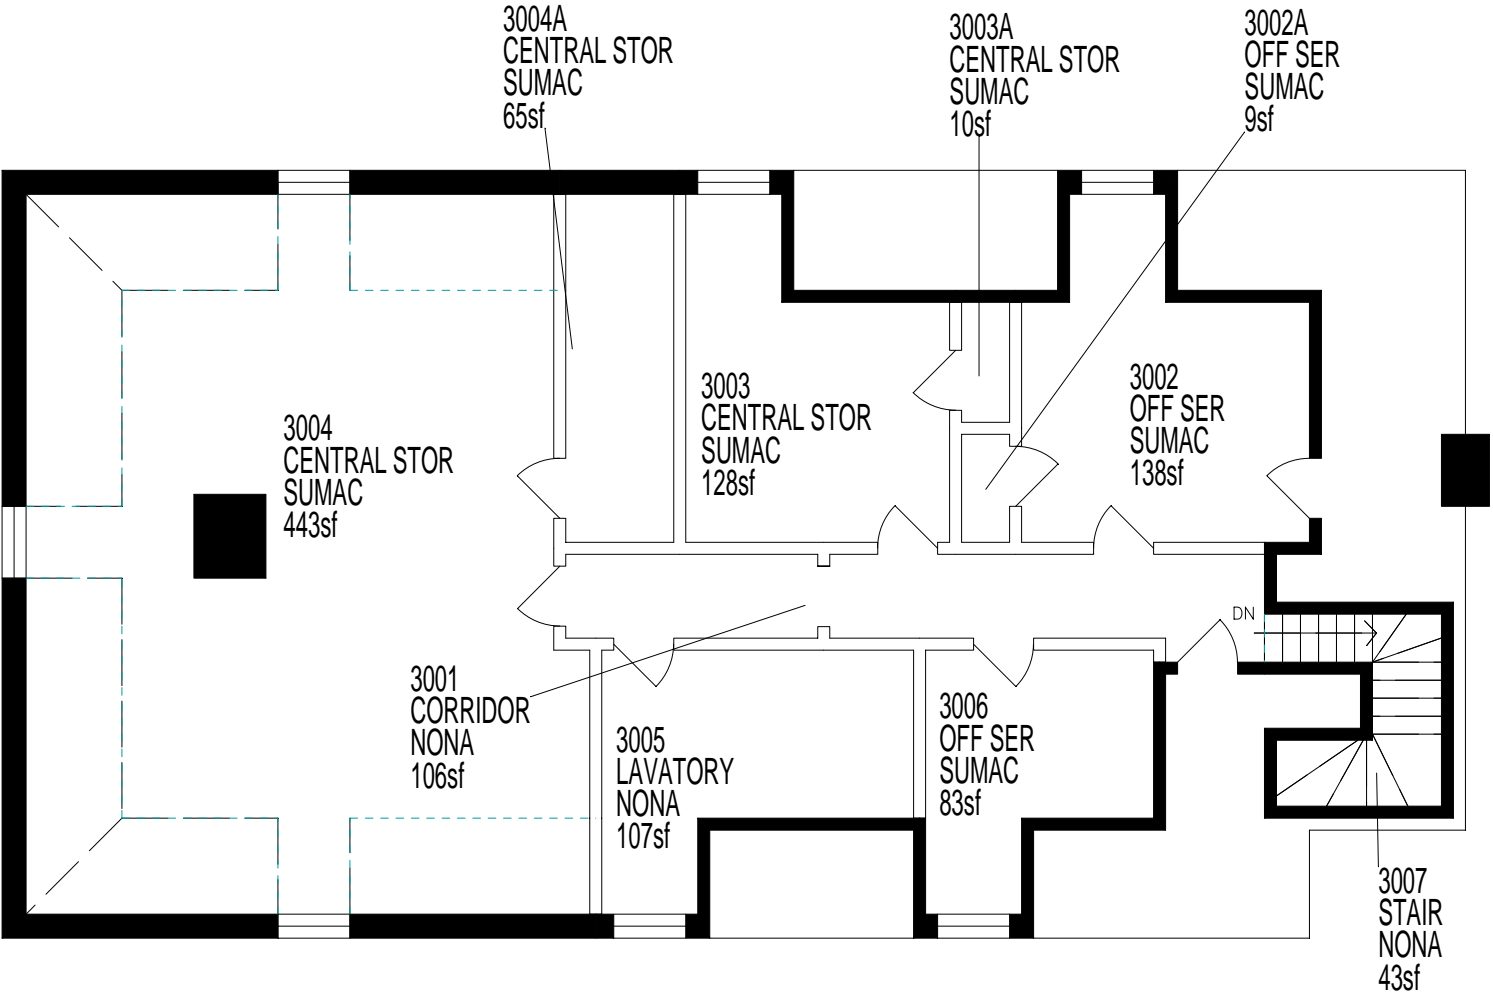 3004A
CENTRAL STOR
SUMAC
65sf
3003A
CENTRAL STOR
SUMAC
10sf
3002A
OFF SER
SUMAC
9sf
3004
CENTRAL STOR
SUMAC
443sf
3003
CENTRAL STOR
SUMAC
128sf
3002
OFF SER
SUMAC
138sf
DN
3001
CORRIDOR
NONA
106sf
3005
LAVATORY
NONA
107sf
3006
OFF SER
SUMAC
83sf
3007
STAIR
NONA
43sf